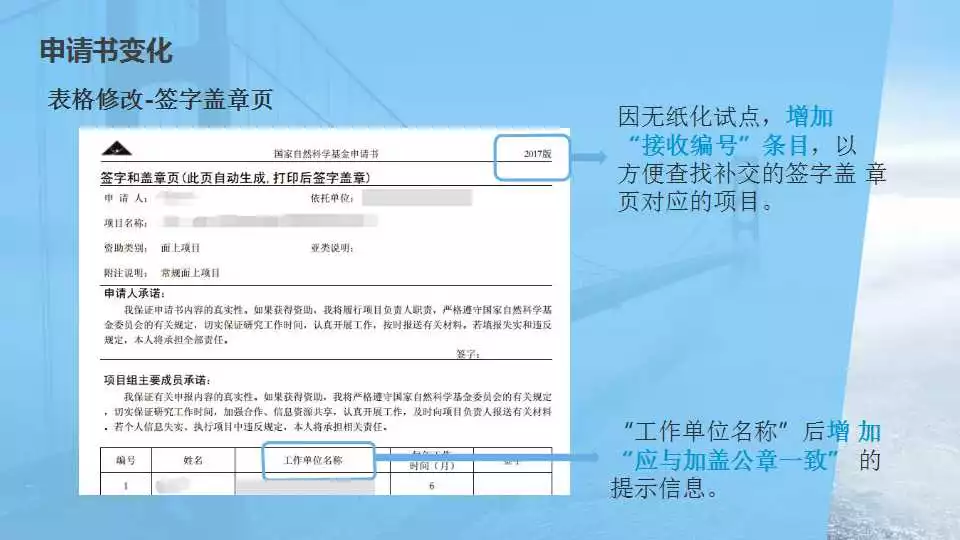 申请书变化
表格修改-签字盖章页
国家自然科学基金申请书
2017版
签字和盖章页(此页自动生成,打印后签字盖章)
申 请 人:
依托单位:
项目名称:
资助类别: 面上项目
亚类说明:
附注说明: 常规面上项目
申请人承诺:
我保证申请书内容的真实性。如果获得资助,我将履行项目负责人职责,严格遵守国家自然科学基
金委员会的有关规定,切实保证研究工作时间,认真开展工作,按时报送有关材料。若填报失实和违反
规定,本人将承担全部责任。
签字:
项目组主要成员承诺:
我保证有关申报内容的真实性。如果获得资助,我将严格遵守国家自然科学基金委员会的有关规定
,切实保证研究工作时间,加强合作、信息资源共享,认真开展工作,及时向项目负责人报送有关材料
。若个人信息失实、执行项目中违反规定,本人将承担相关责任。
编号 姓名 工作单位名称
时间(月)
1 6
因无纸化试点,增加
“接收编号”条目,以
方便查找补交的签字盖 章
页对应的项目。
“工作单位名称”后增 加
“应与加盖公章一致” 的
提示信息。